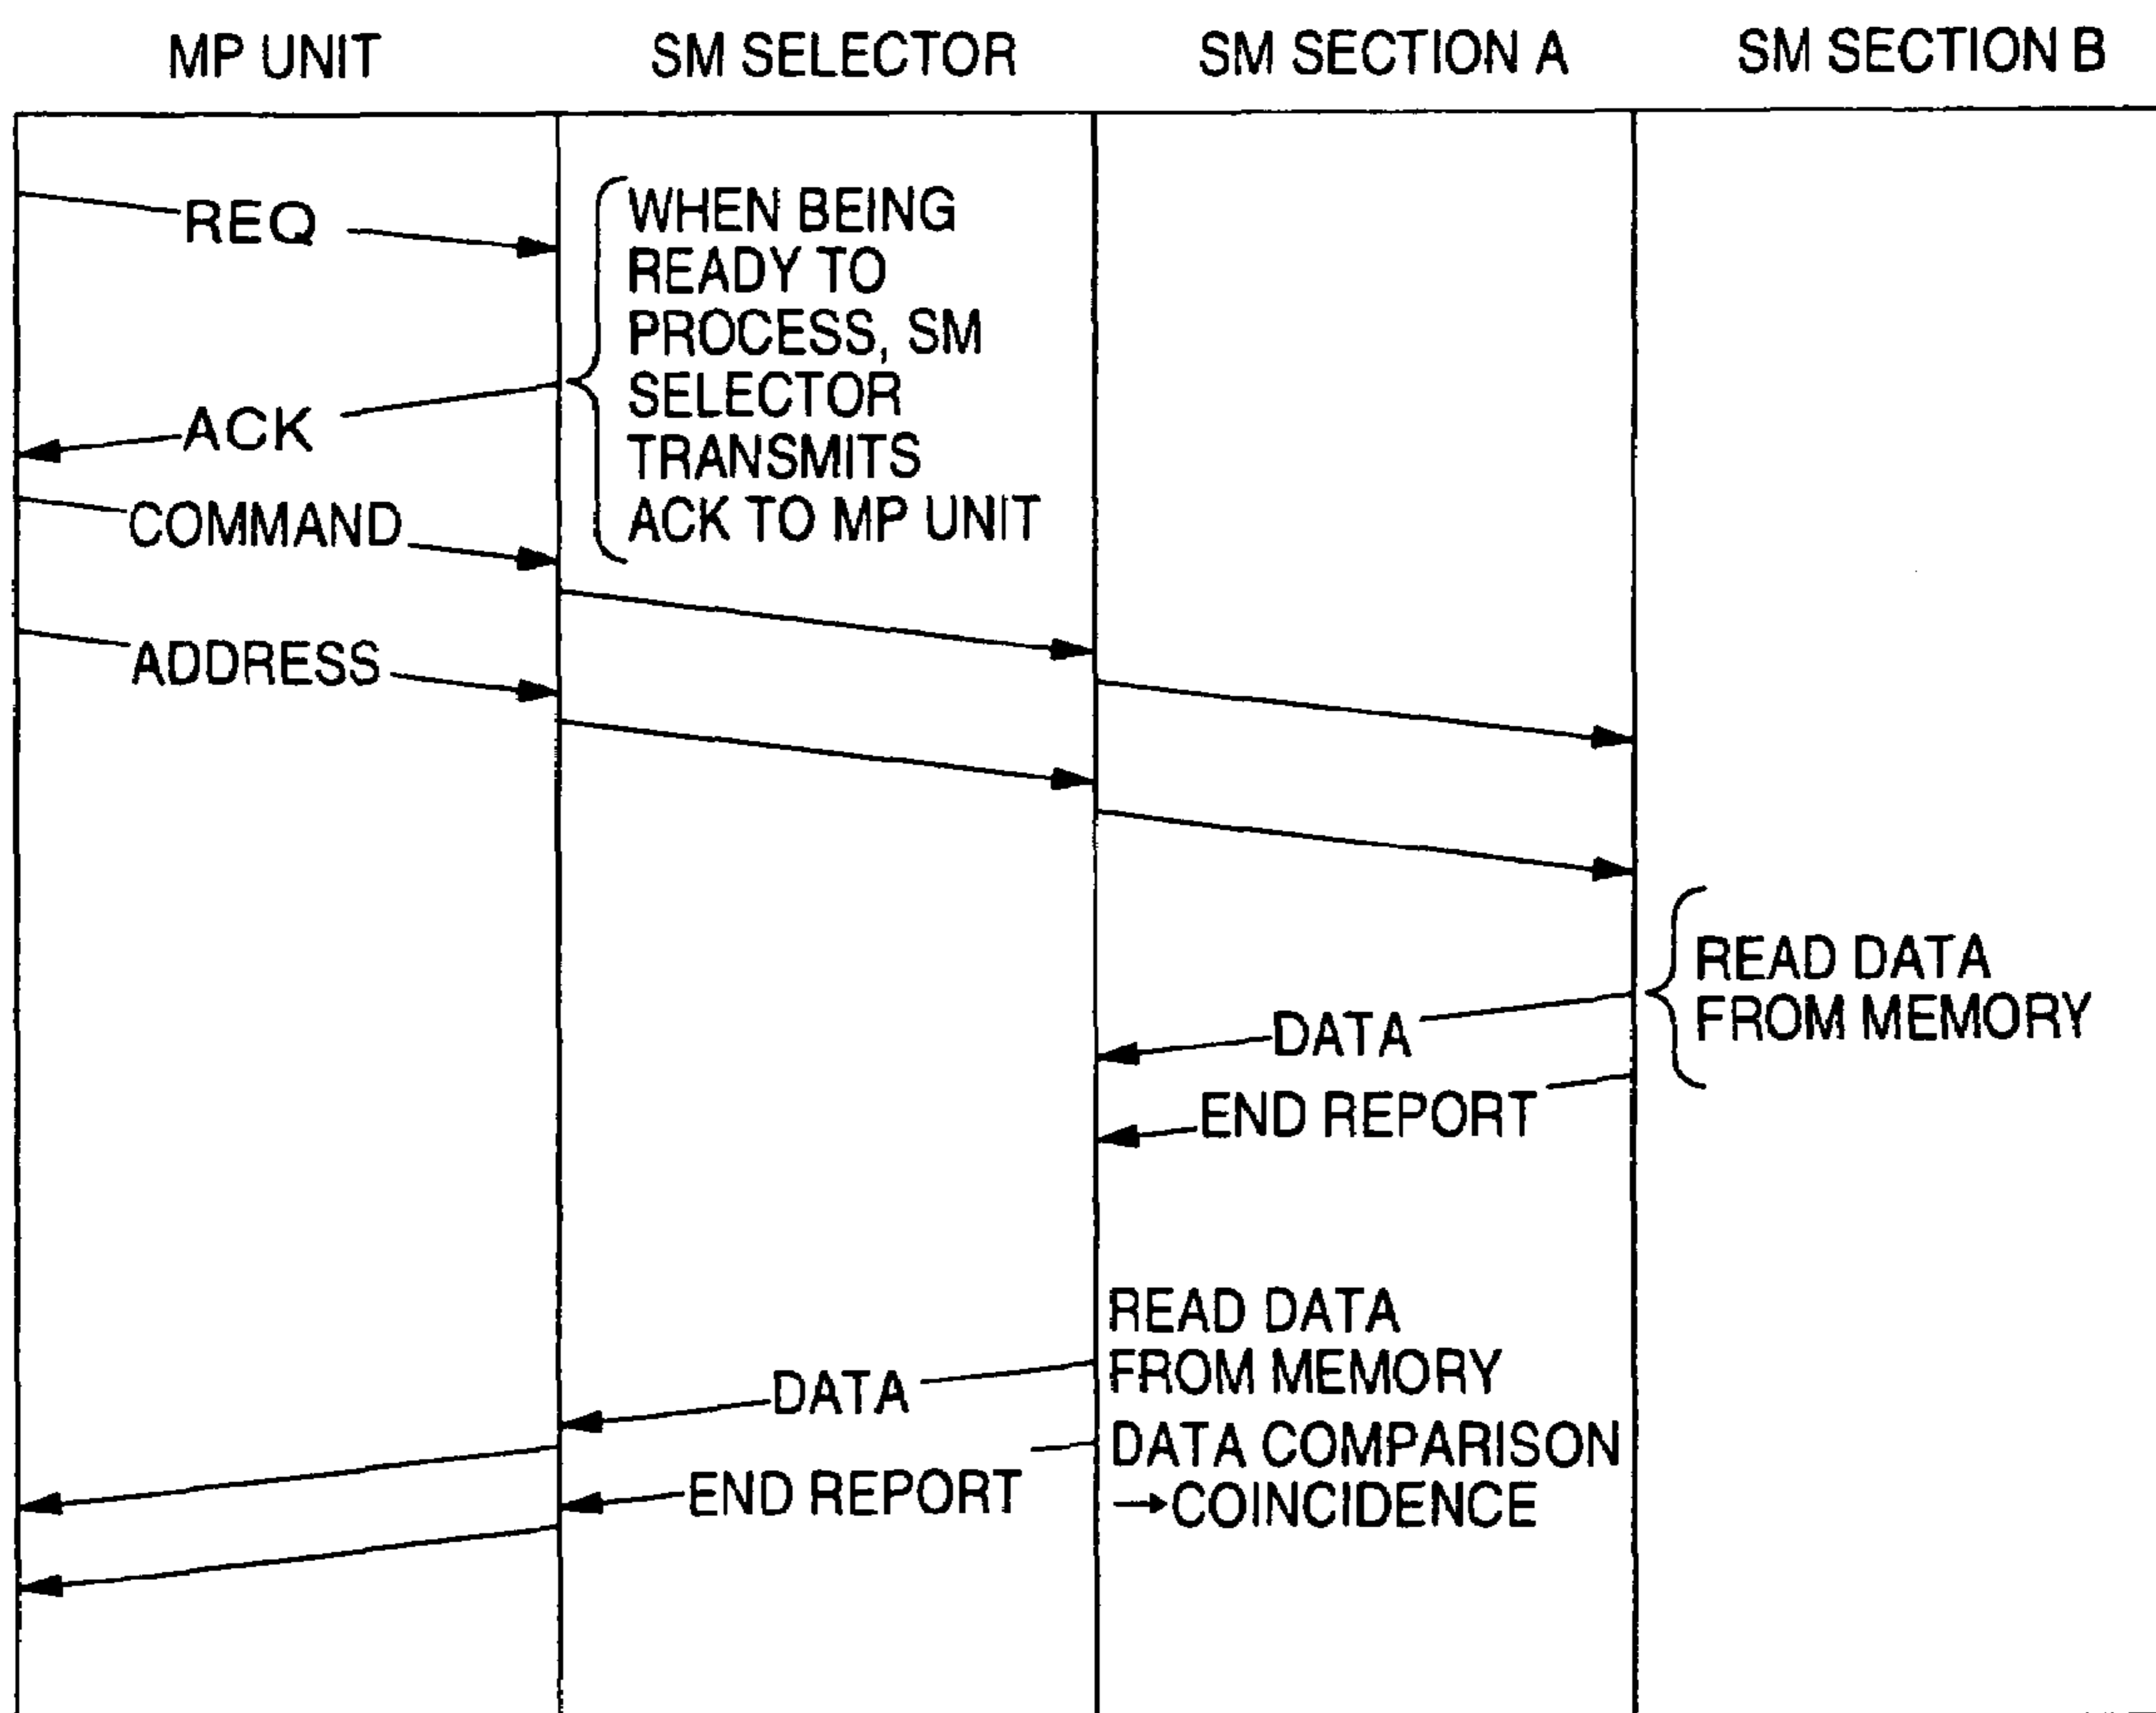 MP UNIT
SM SELECTOR
SM SECTION A
SM SECTION B
REQ
WHEN BEING
READY TO
PROCESS, SM
SELECTOR
TRANSMITS
ACK TO MP UNIT
ACK
COMMAND
ADDRESS
READ DATA
FROM MEMORY
DATA
END REPORT
READ DATA
FROM MEMORY
DATA
DATA COMPARISON
→COINCIDENCE
END REPORT